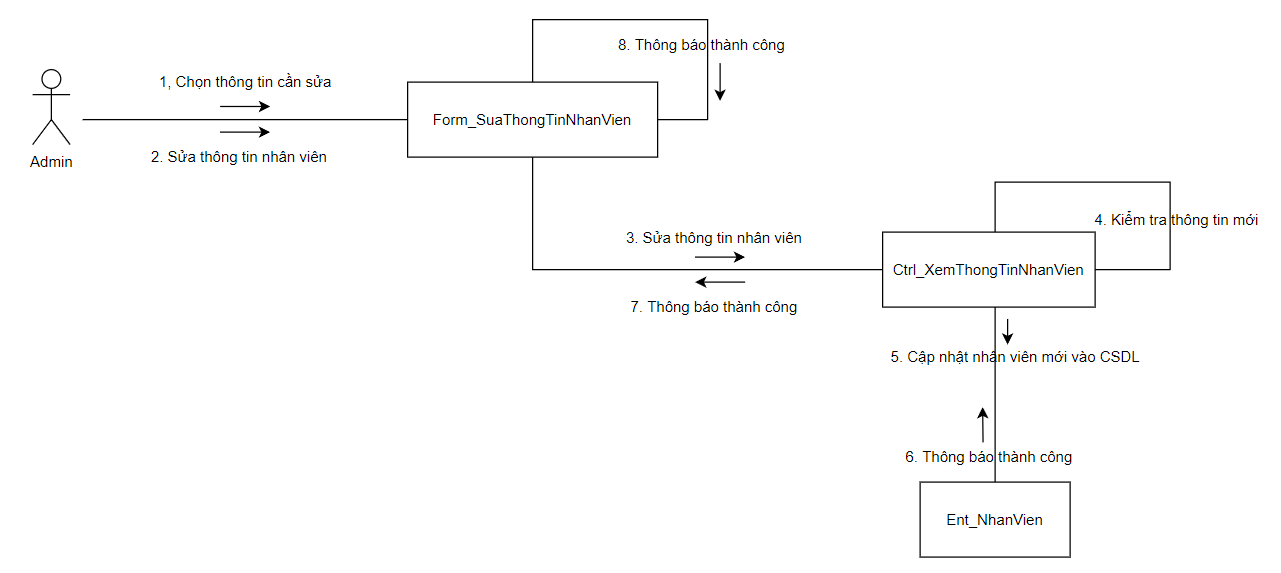 8. Thông báo thành công
1, Chọn thông tin cần sửa
Form_SuaThongTinNhanVien
2. Sửa thông tin nhân viên
Admin
4. Kiểm tra thông tin mới
3. Sửa thông tin nhân viên
Ctrl_XemThongTinNhanVien
7. Thông báo thành công
5. Cập nhật nhân viên mới vào CSDL
6. Thông báo thành công
Ent_NhanVien